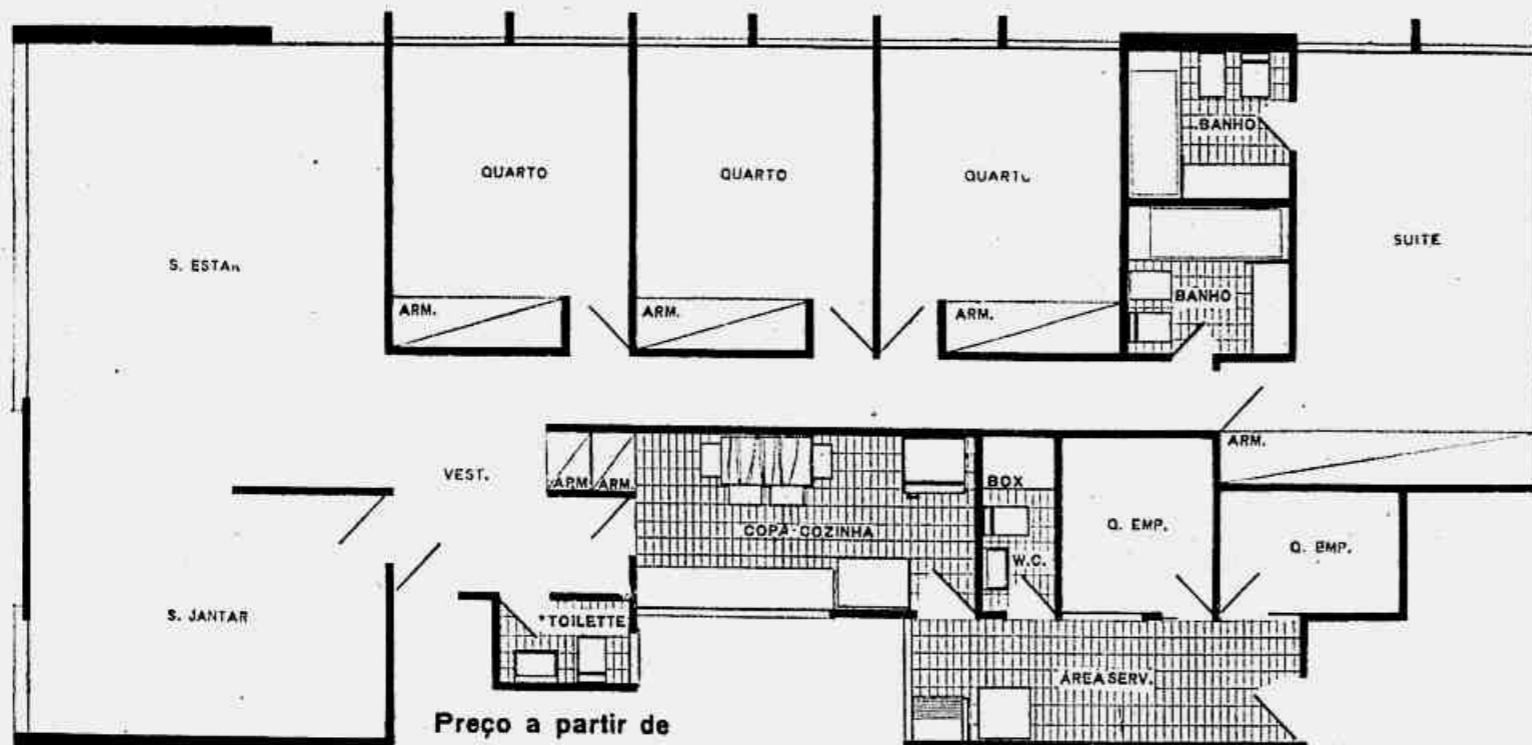 BANHO
QUARTO
QUARTO
QUARTO
SUITE
S. ESTAR
BANHO
ARM.
ARM.
ARM.
ARM.
VEST.
ARM
ARM.
BOX
COPA-COZINHA
Q. EMP.
Q. EMP.
W.C.
S. JANTAR
TOILETTE
ÁREA SERV.
Preço a partir de